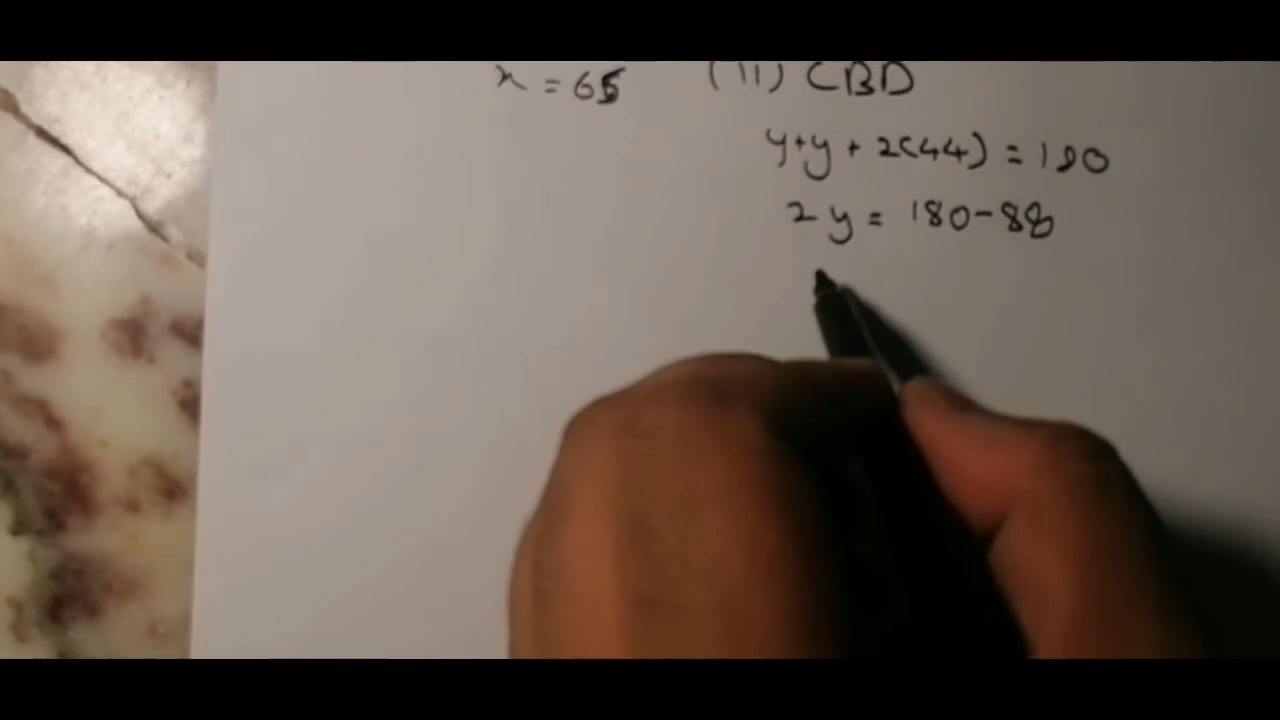 x = 65
(II) CBD
y+y + 2(44) = 180
2y = 180-88